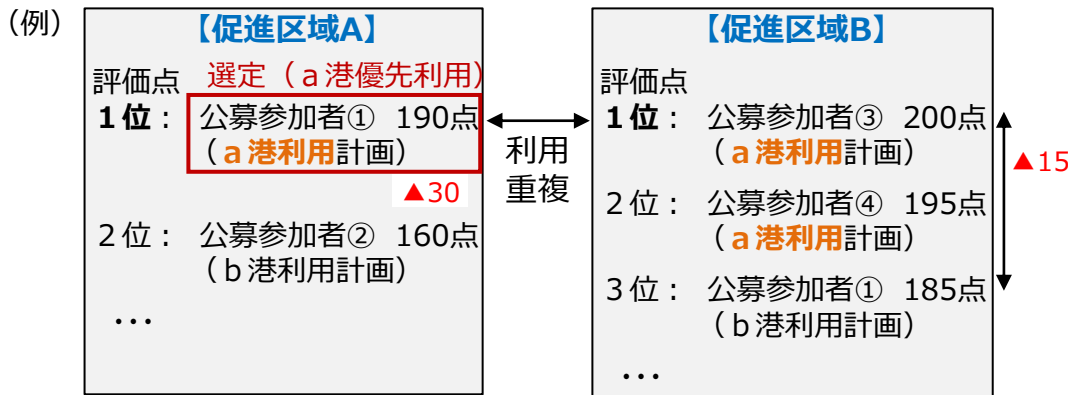 （例）
【促進区域A】
評価点　選定（ａ港優先利用）
１位：　公募参加者①　190点
（ａ港利用計画）
▲30
２位：　公募参加者②　160点
（ｂ港利用計画）
・・・
利用
重複
【促進区域B】
評価点
１位：　公募参加者③　200点
（ａ港利用計画）
▲15
２位：　公募参加者④　195点
（ａ港利用計画）
３位：　公募参加者①　185点
（ｂ港利用計画）
・・・